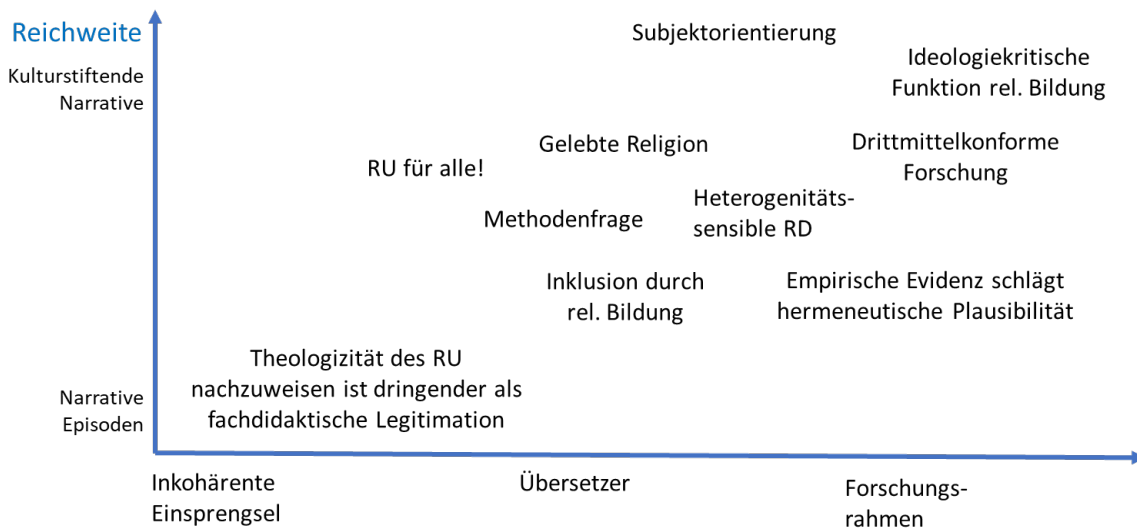 Reichweite
Kulturstiftende
Narrative
Subjektorientierung
Ideologiekritische
Funktion rel. Bildung
Gelebte Religion
Drittmittelkonforme
Forschung
RU für alle!
Heterogenitäts-
sensible RD
Methodenfrage
Inklusion durch
rel. Bildung
Empirische Evidenz schlägt
hermeneutische Plausibilität
Theologizität des RU
nachzuweisen ist dringender als
fachdidaktische Legitimation
Narrative
Episoden
Inkohärente
Einsprengsel
Übersetzer
Forschungs-
rahmen